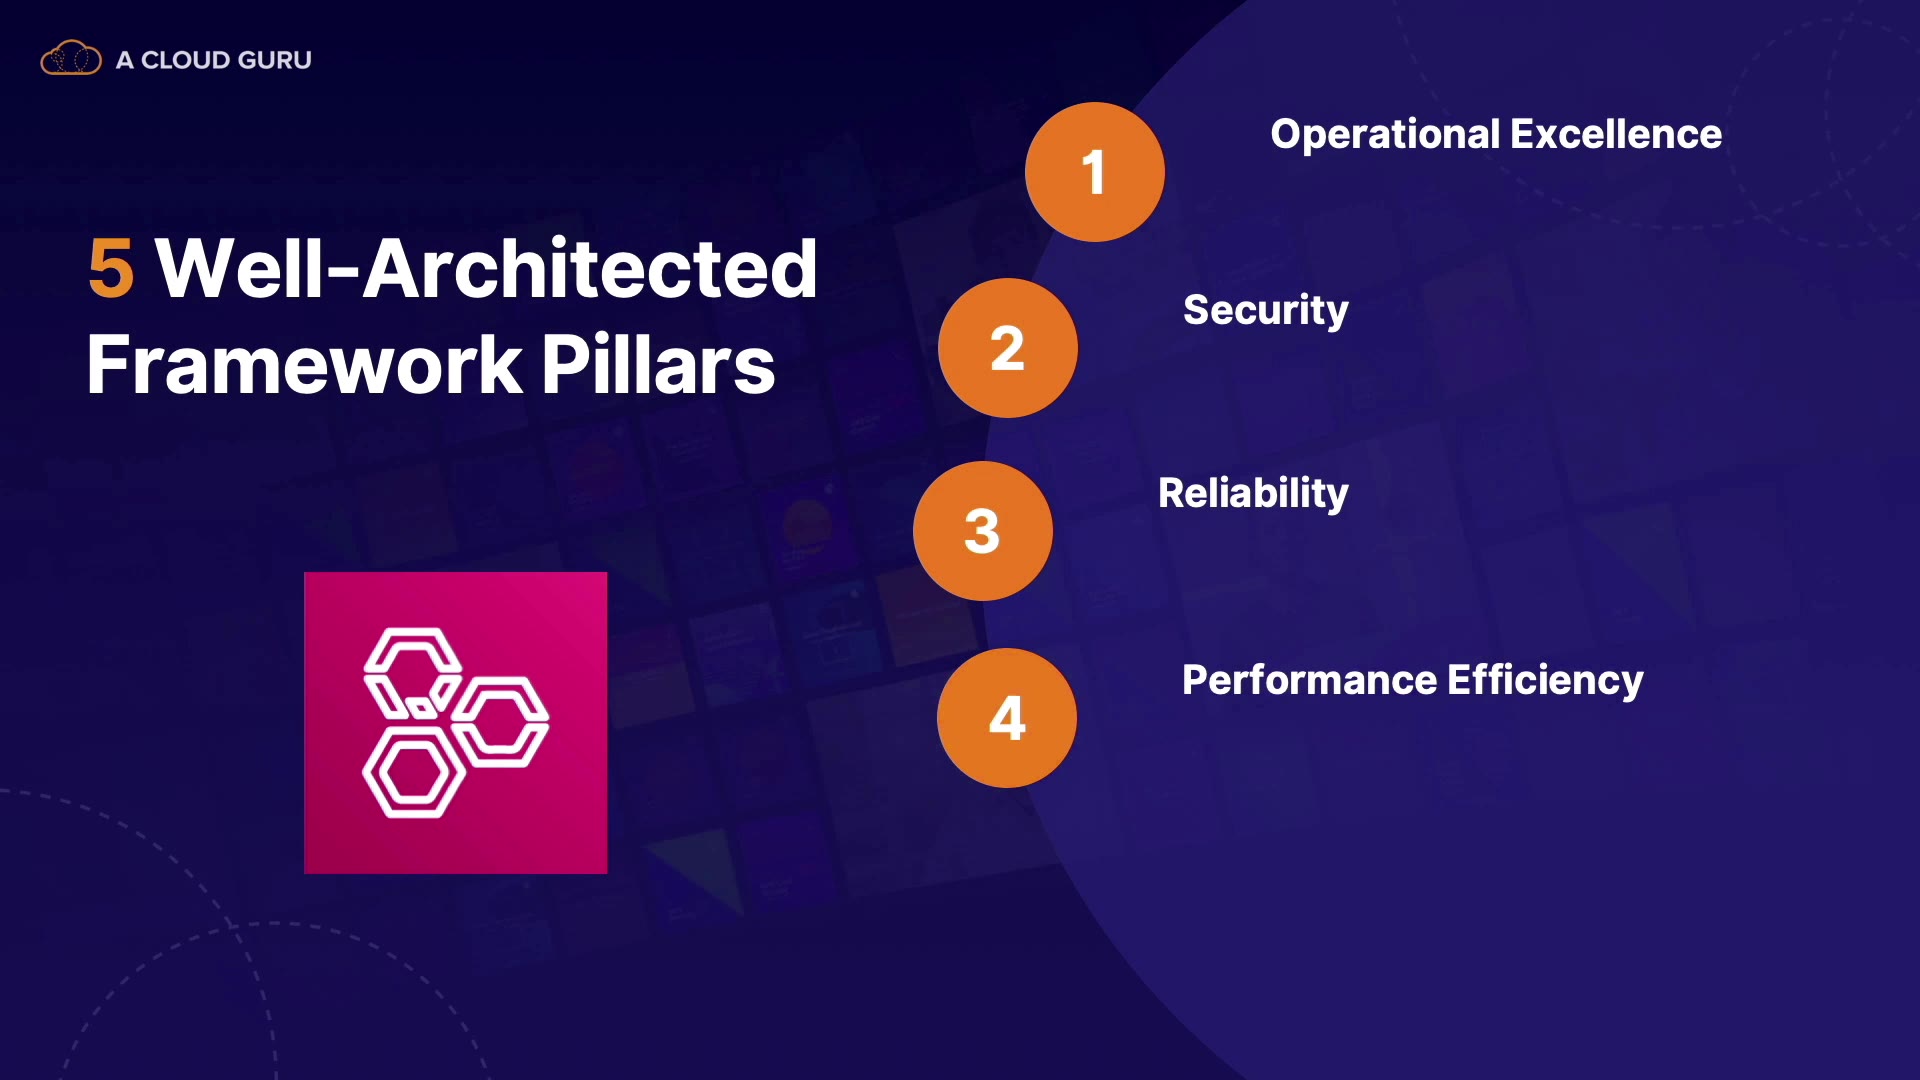 A CLOUD GURU
5 Well-Architected
Framework Pillars
1
Operational Excellence
2
Security
3
Reliability
4
Performance Efficiency